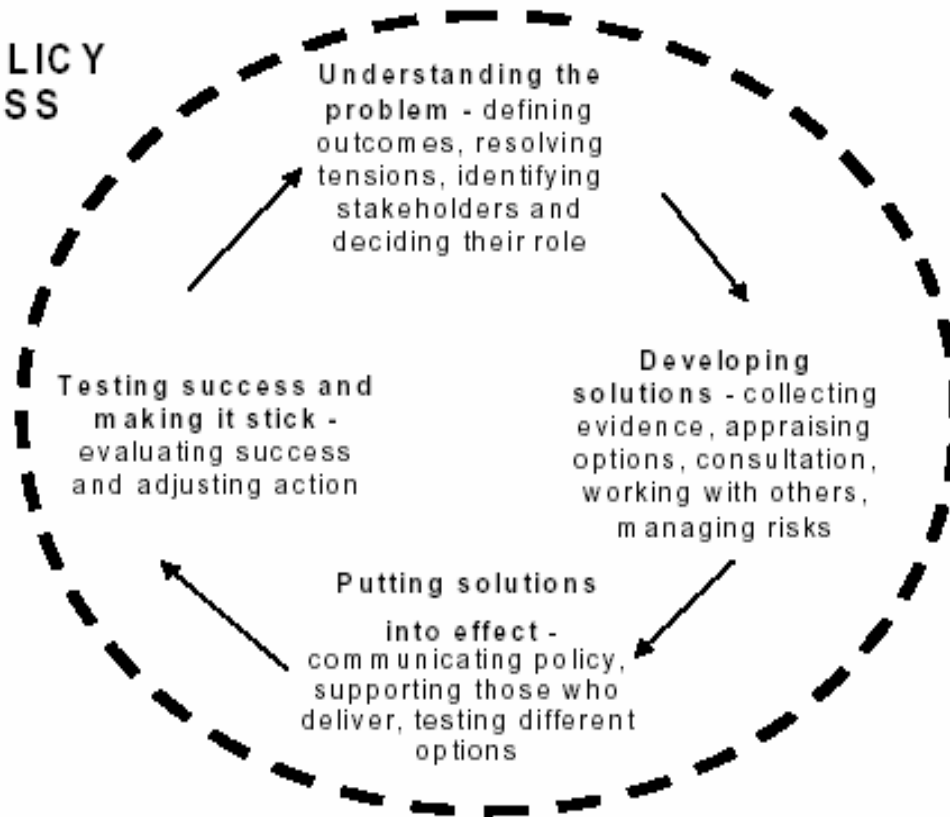 LICY
SS
Understanding the
problem - defining
outcomes, resolving
tensions, identifying
stakeholders and
deciding their role
Developing
solutions - collecting
evidence, appraising
options, consultation,
working with others,
managing risks
Putting solutions
into effect -
communicating policy,
supporting those who
deliver, testing different
options
Testing success and
making it stick -
evaluating success
and adjusting action